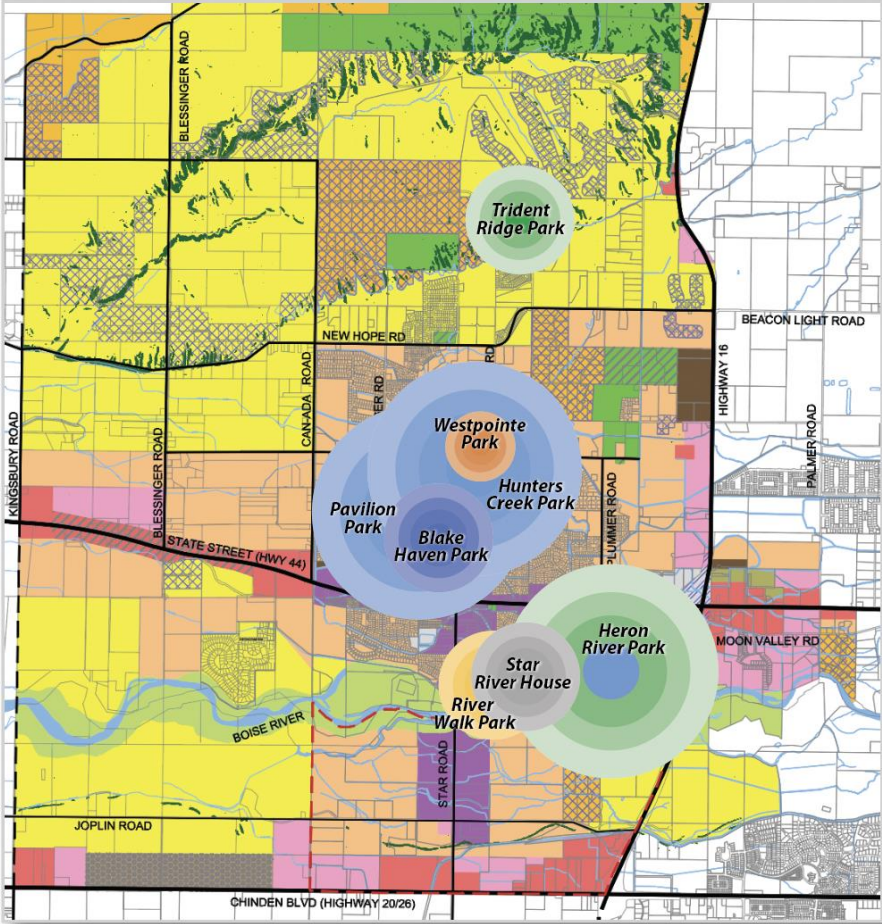 BLESSINGER ROAD
Trident
Ridge Park
BEACON LIGHT ROAD
NEW HOPE RD
HIGHWAY 16
CAN-ADA ROAD
ER RD
RD
PALMER ROAD
KINGSBURY ROAD
BLESSINGER ROAD
Westpointe
Park
Hunters
Creek Park
Pavilion
Park
Blake
Haven Park
PLUMMER ROAD
STATE STREET (HWY 44)
Heron
River Park
MOON VALLEY RD
Star
River House
River
Walk Park
BOISE RIVER
STAR ROAD
JOPLIN ROAD
CHINDEN BLVD (HIGHWAY 20/26)